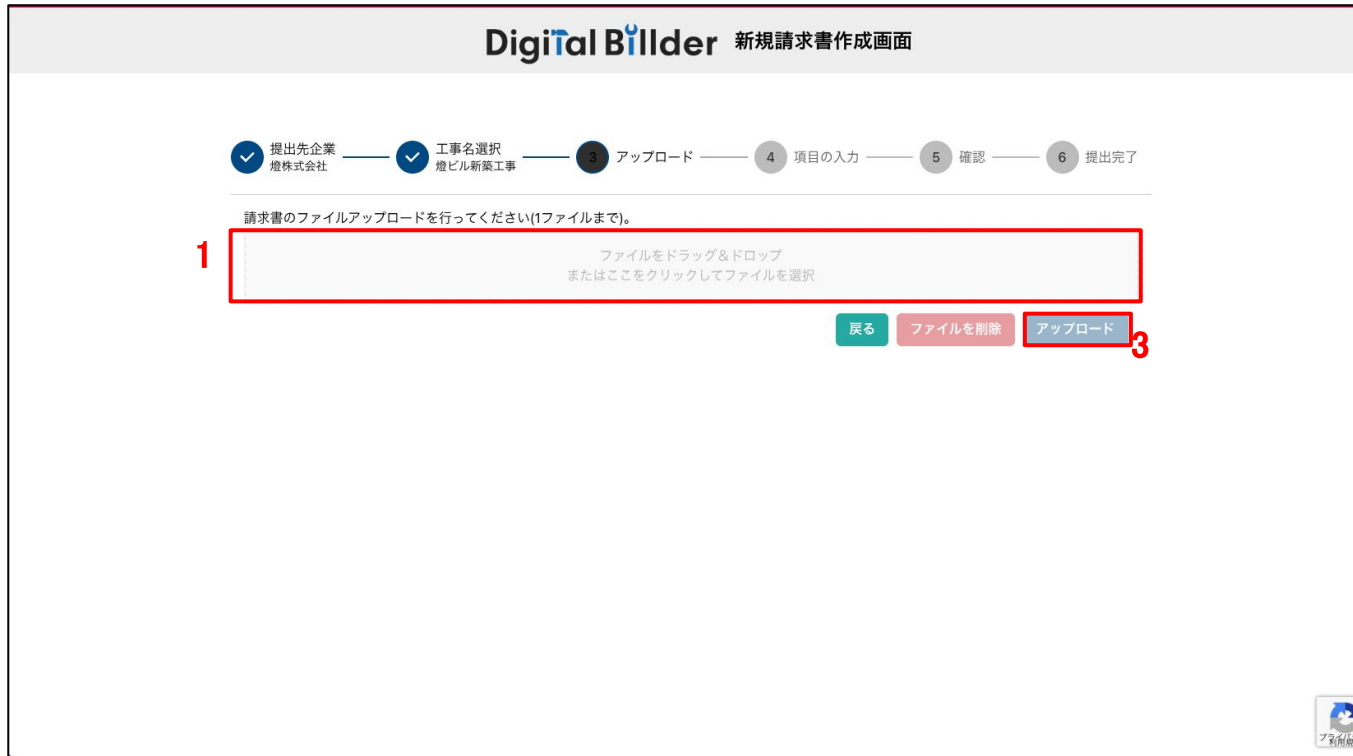 Digital Billder 新規請求書作成画面
提出先企業
燈株式会社
工事名選択
燈ビル新築工事
3 アップロード
4 項目の入力
5 確認
6 提出完了
請求書のファイルアップロードを行ってください(1ファイルまで)。
1
ファイルをドラッグ&ドロップ
またはここをクリックしてファイルを選択
戻る ファイルを削除 アップロード
3